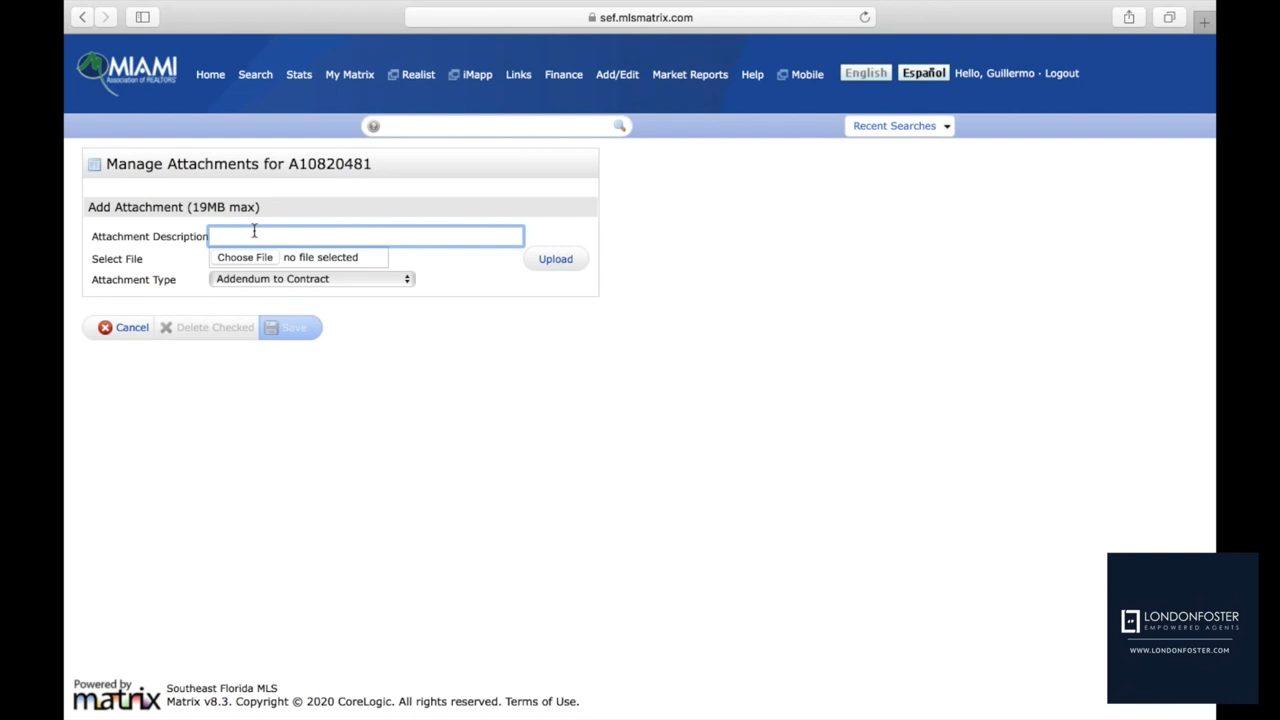 sef.mlsmatrix.com
MIAMI
Association of REALTORS®
Home Search Stats My Matrix Realist iMapp Links Finance Add/Edit Market Reports Help Mobile English Español Hello, Guillermo · Logout
Recent Searches
Manage Attachments for A10820481
Add Attachment (19MB max)
Attachment Description
Select File Choose File no file selected Upload
Attachment Type Addendum to Contract
Cancel Delete Checked Save
LONDONFOSTER
EMPOWERED AGENTS
WWW.LONDONFOSTER.COM
Powered by
matrix
Southeast Florida MLS
Matrix v8.3. Copyright © 2020 CoreLogic. All rights reserved. Terms of Use.